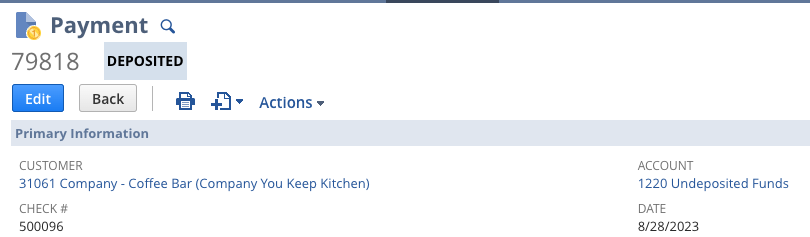 Payment
79818 DEPOSITED
Edit Back Actions
Primary Information
CUSTOMER ACCOUNT
31061 Company - Coffee Bar (Company You Keep Kitchen) 1220 Undeposited Funds
CHECK # DATE
500096 8/28/2023